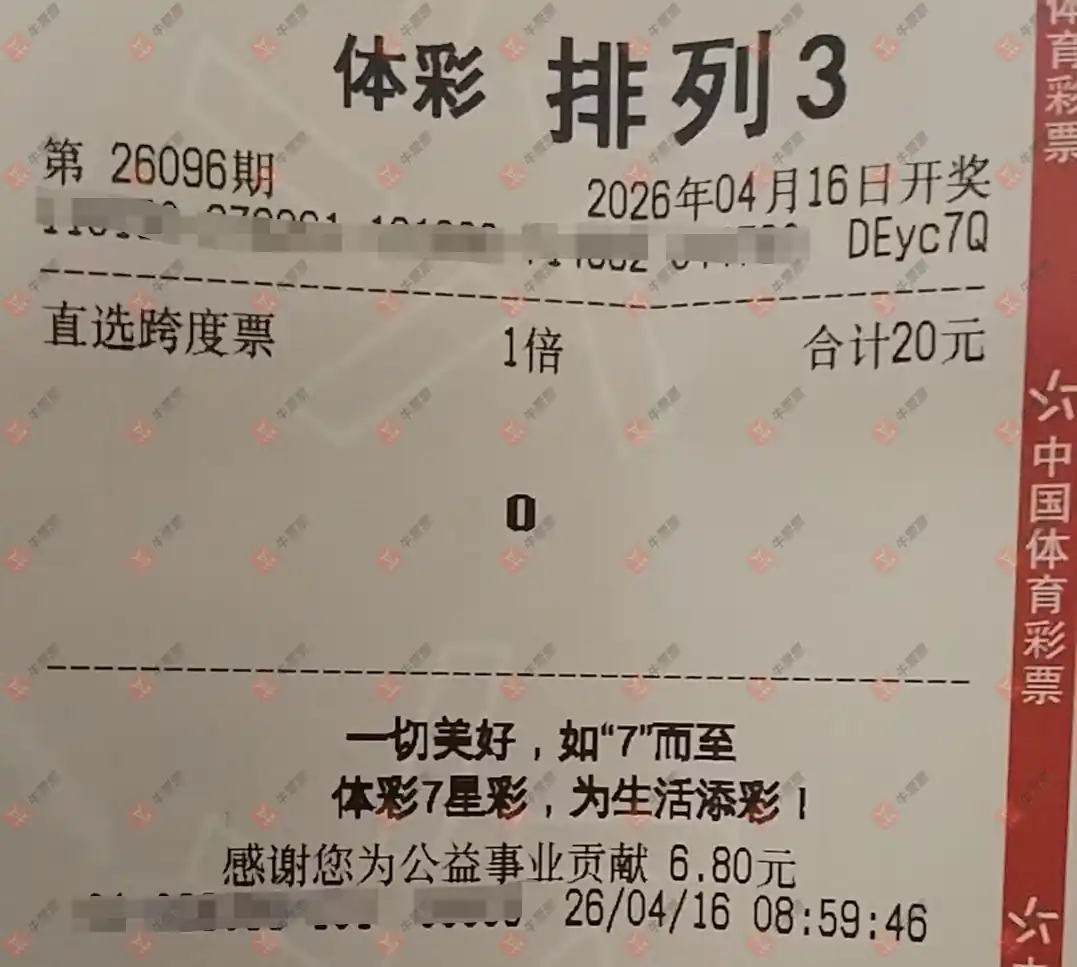 体彩 排列3
第 26096期
2026年04月16日开奖
DEyc7Q
直选跨度票 1倍 合计20元
0
一切美好，如“7”而至
体彩7星彩，为生活添彩！
感谢您为公益事业贡献 6.80元
26/04/16 08:59:46
体育彩票
中国体育彩票
牛票票